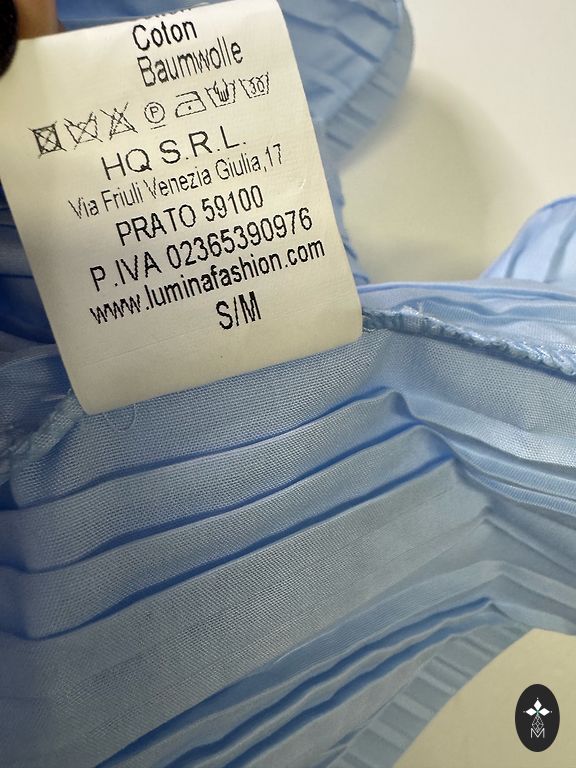 Coton
Baumwolle
HQ S.R.L.
Via Friuli Venezia Giulia,17
PRATO 59100
P.IVA 02365390976
www.luminafashion.com
S/M